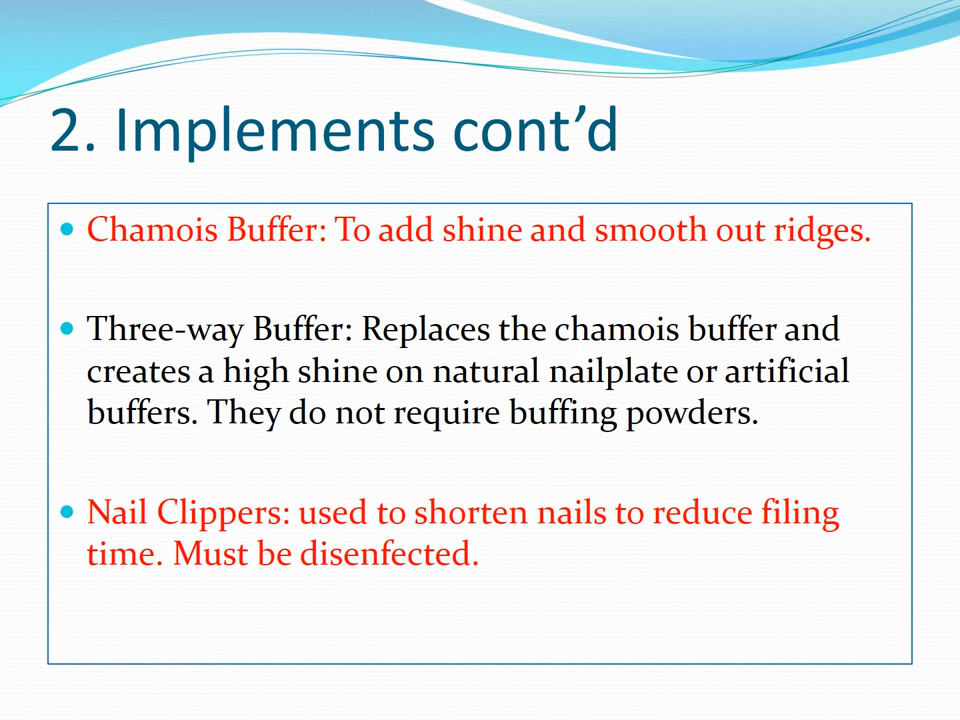 2. Implements cont’d
• Chamois Buffer: To add shine and smooth out ridges.
• Three-way Buffer: Replaces the chamois buffer and
creates a high shine on natural nailplate or artificial
buffers. They do not require buffing powders.
• Nail Clippers: used to shorten nails to reduce filing
time. Must be disenfected.